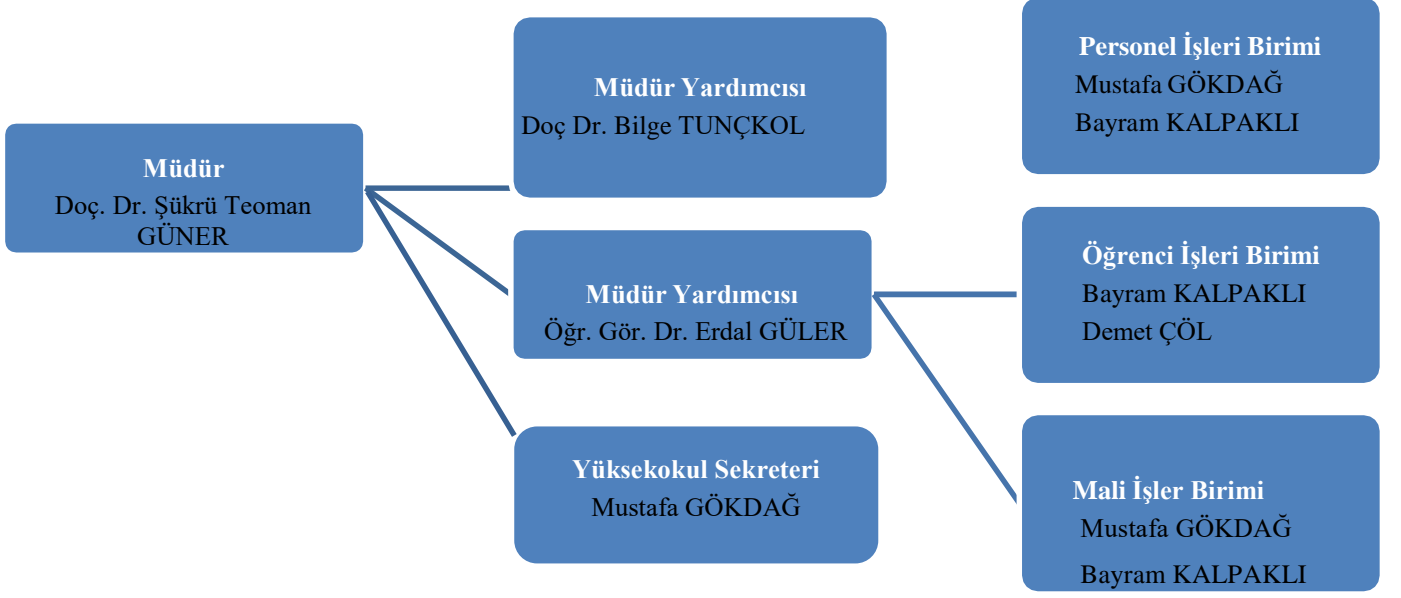 Müdür
Doç. Dr. Şükrü Teoman
GÜNER
Müdür Yardımcısı
Doç Dr. Bilge TUNÇKOL
Müdür Yardımcısı
Öğr. Gör. Dr. Erdal GÜLER
Yüksekokul Sekreteri
Mustafa GÖKDAĞ
Personel İşleri Birimi
Mustafa GÖKDAĞ
Bayram KALPAKLI
Öğrenci İşleri Birimi
Bayram KALPAKLI
Demet ÇÖL
Mali İşler Birimi
Mustafa GÖKDAĞ
Bayram KALPAKLI